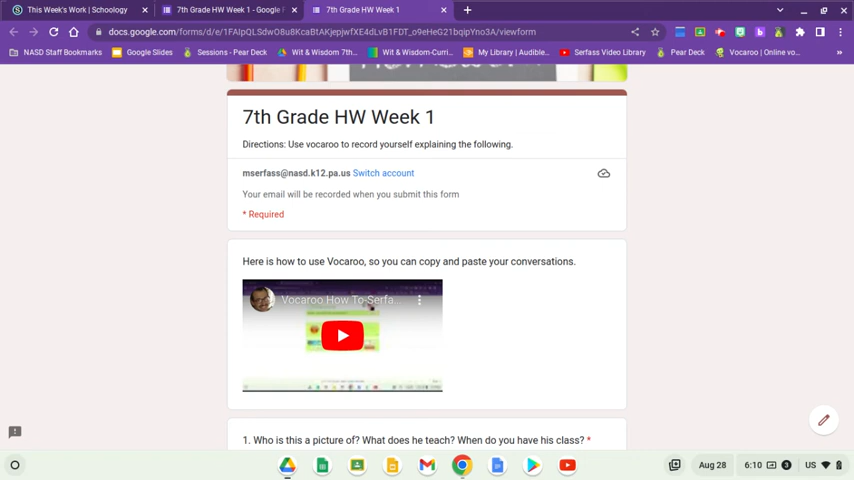 This Week's Work | Schoology
7th Grade HW Week 1 - Google F
7th Grade HW Week 1
docs.google.com/forms/d/e/1FAIpQLSdwO8u8KcaBtAKjepjwfXE4dLvB1FDT_o9eHeG21bqipYno3A/viewform
NASD Staff Bookmarks
Google Slides
Sessions - Pear Deck
Wit & Wisdom 7th...
Wit & Wisdom-Curri...
My Library | Audible...
Serfass Video Library
Pear Deck
Vocaroo | Online vo...
7th Grade HW Week 1
Directions: Use vocaroo to record yourself explaining the following.
mserfass@nasd.k12.pa.us Switch account
Your email will be recorded when you submit this form
* Required
Here is how to use Vocaroo, so you can copy and paste your conversations.
Vocaroo How To-Serfa...
1. Who is this a picture of? What does he teach? When do you have his class? *
Aug 28
6:10
3
US